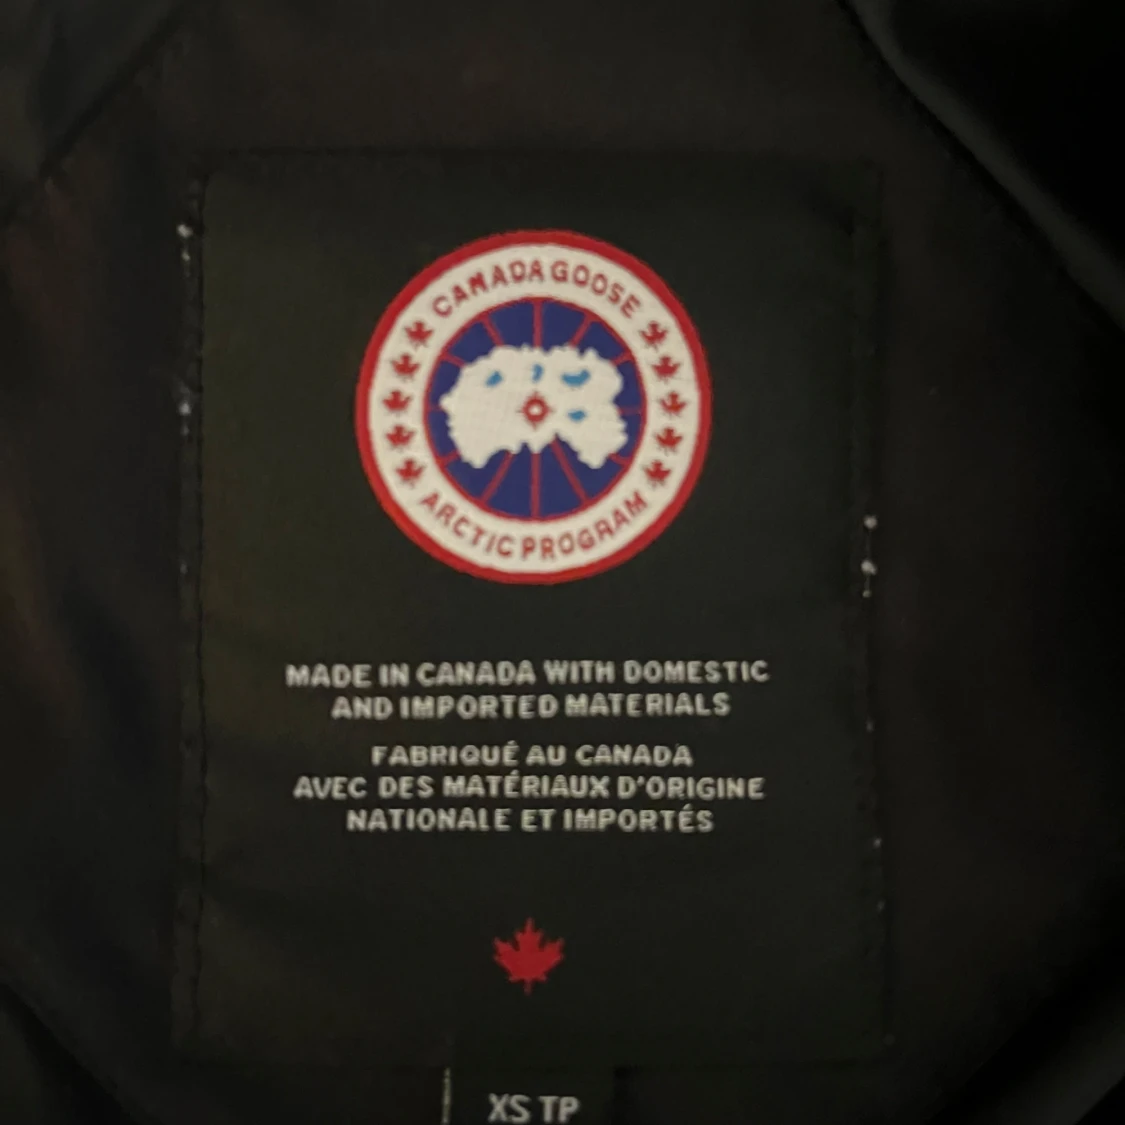 CANADA GOOSE
ARCTIC PROGRAM
MADE IN CANADA WITH DOMESTIC
AND IMPORTED MATERIALS
FABRIQUÉ AU CANADA
AVEC DES MATÉRIAUX D'ORIGINE
NATIONALE ET IMPORTÉS
XS TP